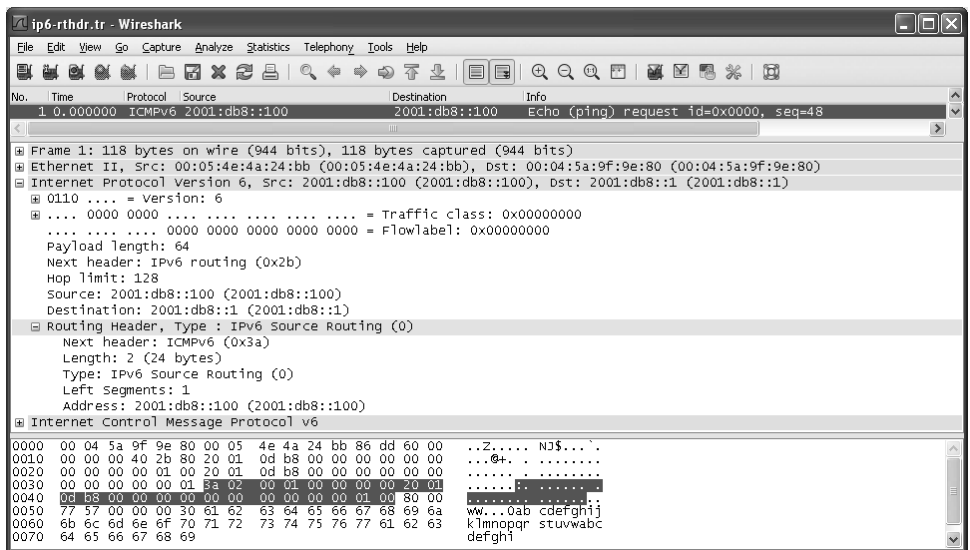 ip6-rthdr.tr - Wireshark
File Edit View Go Capture Analyze Statistics Telephony Tools Help
No. Time Protocol Source Destination Info
1 0.000000 ICMPv6 2001:db8::100 2001:db8::100 Echo (ping) request id=0x0000, seq=48
Frame 1: 118 bytes on wire (944 bits), 118 bytes captured (944 bits)
Ethernet II, Src: 00:05:4e:4a:24:bb (00:05:4e:4a:24:bb), Dst: 00:04:5a:9f:9e:80 (00:04:5a:9f:9e:80)
Internet Protocol Version 6, Src: 2001:db8::100 (2001:db8::100), Dst: 2001:db8::1 (2001:db8::1)
0110 .... = Version: 6
.... 0000 0000 .... .... .... .... .... = Traffic class: 0x00000000
.... .... .... 0000 0000 0000 0000 0000 = Flowlabel: 0x00000000
Payload length: 64
Next header: IPv6 routing (0x2b)
Hop limit: 128
Source: 2001:db8::100 (2001:db8::100)
Destination: 2001:db8::1 (2001:db8::1)
Routing Header, Type : IPv6 Source Routing (0)
Next header: ICMPv6 (0x3a)
Length: 2 (24 bytes)
Type: IPv6 Source Routing (0)
Left Segments: 1
Address: 2001:db8::100 (2001:db8::100)
Internet Control Message Protocol v6
0000 00 04 5a 9f 9e 80 00 05 4e 4a 24 bb 86 dd 60 00 ..Z..... NJ$...`.
0010 00 00 00 40 2b 80 20 01 0d b8 00 00 00 00 00 00 ...@+. . ........
0020 00 00 00 00 01 00 20 01 0d b8 00 00 00 00 00 00 ...... . ........
0030 00 00 00 00 00 01 3a 02 00 01 00 00 00 00 20 01 ......:. ...... .
0040 0d b8 00 00 00 00 00 00 00 00 00 00 01 00 80 00 ........ ........
0050 77 57 00 00 00 30 61 62 63 64 65 66 67 68 69 6a wW...0ab cdefghij
0060 6b 6c 6d 6e 6f 70 71 72 73 74 75 76 77 61 62 63 klmnopqr stuvwabc
0070 64 65 66 67 68 69 defghi